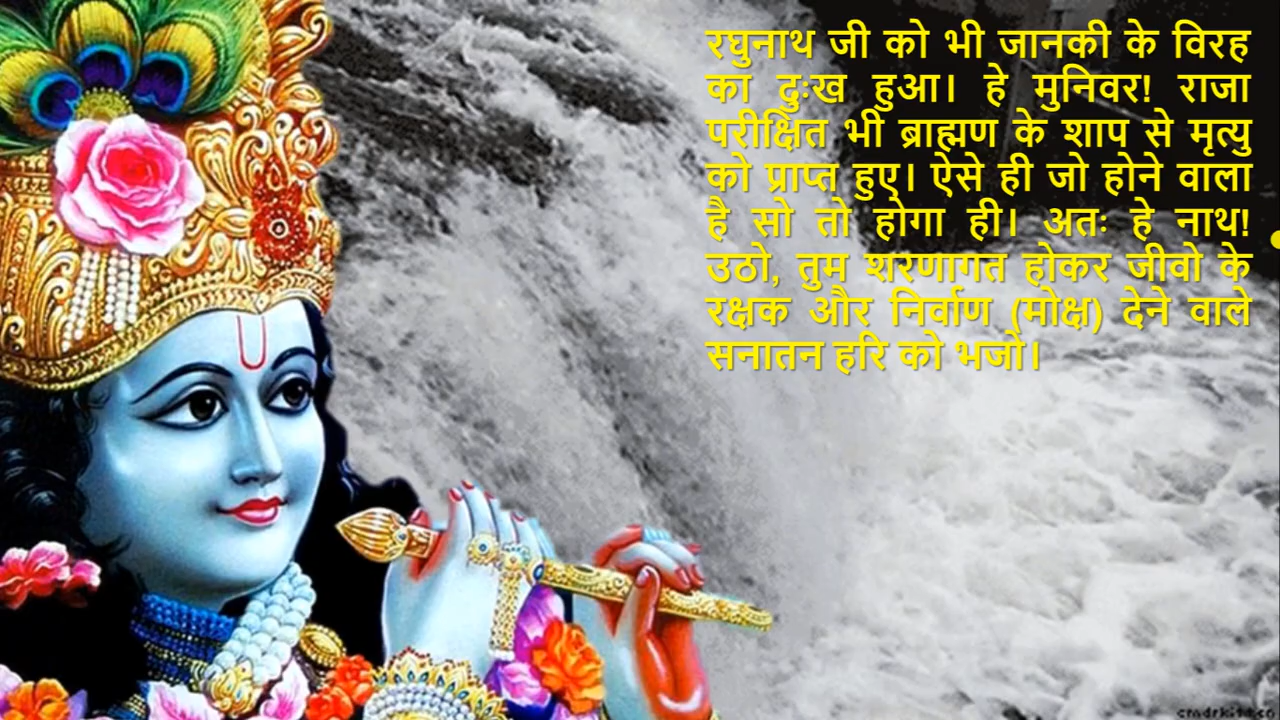 रघुनाथ जी को भी जानकी के विरह
का दुःख हुआ। हे मुनिवर! राजा
परीक्षित भी ब्राह्मण के शाप से मृत्यु
को प्राप्त हुए। ऐसे ही जो होने वाला
है सो तो होगा ही। अतः हे नाथ!
उठो, तुम शरणागत होकर जीवो के
रक्षक और निर्वाण (मोक्ष) देने वाले
सनातन हरि को भजो।